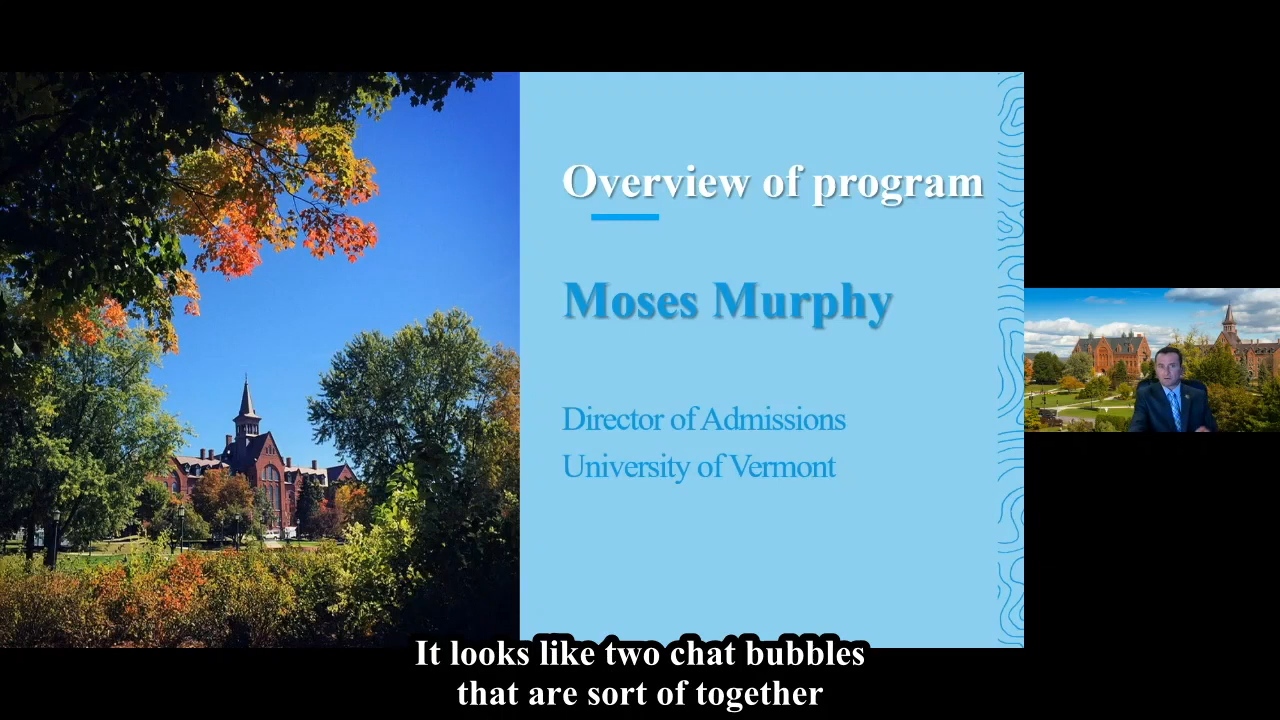 Overview of program
Moses Murphy
Director of Admissions
University of Vermont
It looks like two chat bubbles
that are sort of together